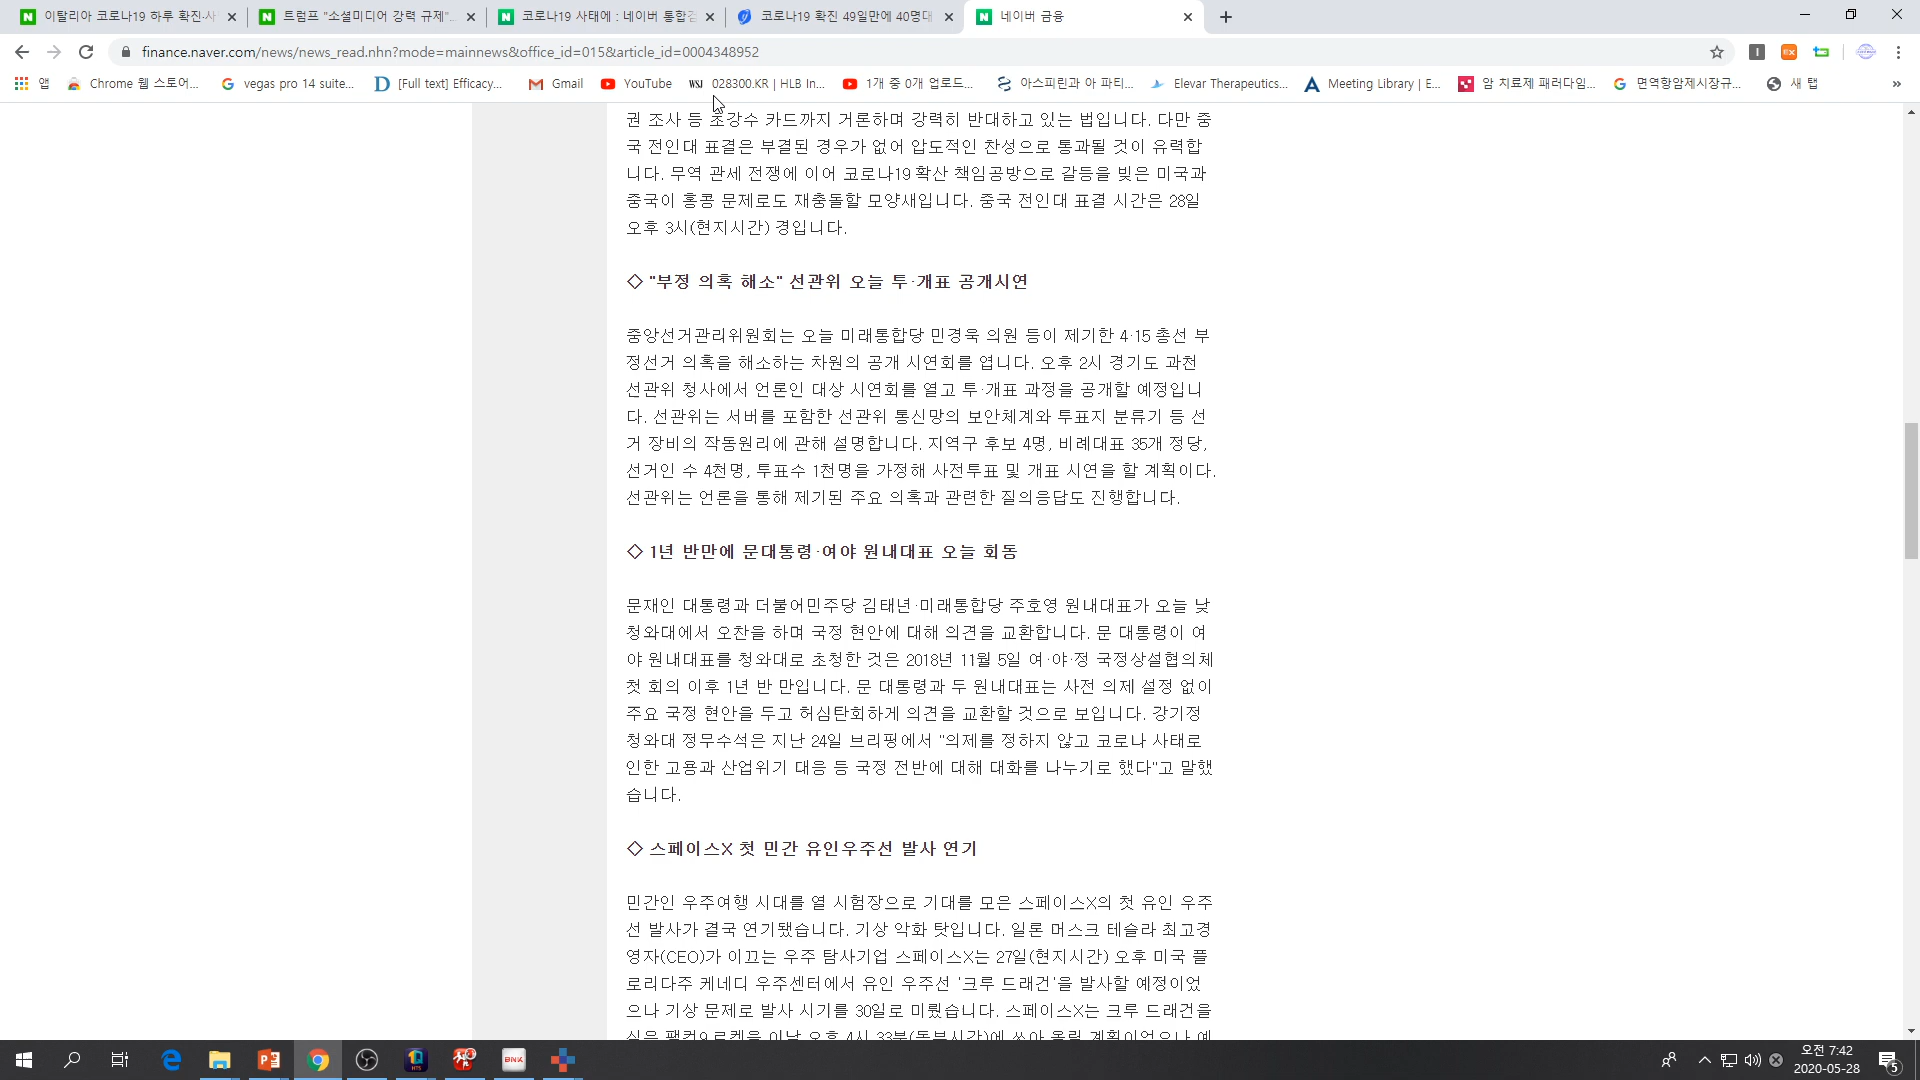 이탈리아 코로나19 하루 확진·사
트럼프 "소셜미디어 강력 규제"...
코로나19 사태에 : 네이버 통합검
코로나19 확진 49일만에 40명대
네이버 금융
finance.naver.com/news/news_read.nhn?mode=mainnews&office_id=015&article_id=0004348952
앱
Chrome 웹 스토어...
vegas pro 14 suite...
[Full text] Efficacy...
Gmail
YouTube
WSJ 028300.KR | HLB In...
1개 중 0개 업로드...
아스피린과 아 파티...
Elevar Therapeutics...
Meeting Library | E...
암 치료제 패러다임...
면역항암제시장규...
새 탭
권 조사 등 초강수 카드까지 거론하며 강력히 반대하고 있는 법입니다. 다만 중
국 전인대 표결은 부결된 경우가 없어 압도적인 찬성으로 통과될 것이 유력합
니다. 무역 관세 전쟁에 이어 코로나19 확산 책임공방으로 갈등을 빚은 미국과
중국이 홍콩 문제로도 재충돌할 모양새입니다. 중국 전인대 표결 시간은 28일
오후 3시(현지시간) 경입니다.
◇ "부정 의혹 해소" 선관위 오늘 투·개표 공개시연
중앙선거관리위원회는 오늘 미래통합당 민경욱 의원 등이 제기한 4·15 총선 부
정선거 의혹을 해소하는 차원의 공개 시연회를 엽니다. 오후 2시 경기도 과천
선관위 청사에서 언론인 대상 시연회를 열고 투·개표 과정을 공개할 예정입니
다. 선관위는 서버를 포함한 선관위 통신망의 보안체계와 투표지 분류기 등 선
거 장비의 작동원리에 관해 설명합니다. 지역구 후보 4명, 비례대표 35개 정당,
선거인 수 4천명, 투표수 1천명을 가정해 사전투표 및 개표 시연을 할 계획이다.
선관위는 언론을 통해 제기된 주요 의혹과 관련한 질의응답도 진행합니다.
◇ 1년 반만에 문대통령·여야 원내대표 오늘 회동
문재인 대통령과 더불어민주당 김태년·미래통합당 주호영 원내대표가 오늘 낮
청와대에서 오찬을 하며 국정 현안에 대해 의견을 교환합니다. 문 대통령이 여
야 원내대표를 청와대로 초청한 것은 2018년 11월 5일 여·야·정 국정상설협의체
첫 회의 이후 1년 반 만입니다. 문 대통령과 두 원내대표는 사전 의제 설정 없이
주요 국정 현안을 두고 허심탄회하게 의견을 교환할 것으로 보입니다. 강기정
청와대 정무수석은 지난 24일 브리핑에서 "의제를 정하지 않고 코로나 사태로
인한 고용과 산업위기 대응 등 국정 전반에 대해 대화를 나누기로 했다"고 말했
습니다.
◇ 스페이스X 첫 민간 유인우주선 발사 연기
민간인 우주여행 시대를 열 시험장으로 기대를 모은 스페이스X의 첫 유인 우주
선 발사가 결국 연기됐습니다. 기상 악화 탓입니다. 일론 머스크 테슬라 최고경
영자(CEO)가 이끄는 우주 탐사기업 스페이스X는 27일(현지시간) 오후 미국 플
로리다주 케네디 우주센터에서 유인 우주선 '크루 드래건'을 발사할 예정이었
으나 기상 문제로 발사 시기를 30일로 미뤘습니다. 스페이스X는 크루 드래건을
실은 팰컨9 로켓을 이날 오후 4시 33분(동부시간)에 쏘아 올릴 계획이었으나 예
BNK
오전 7:42
2020-05-28
5